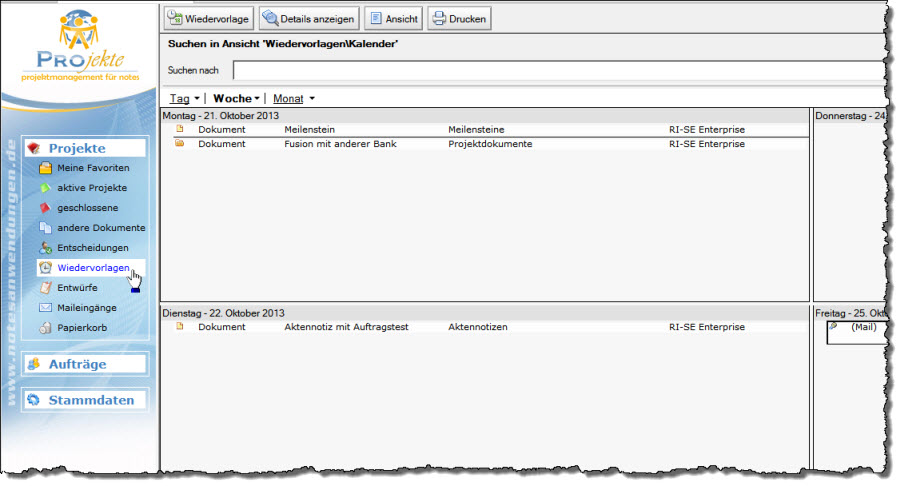 PROjekte
projektmanagement für notes
www.notesanwendungen.de
Projekte
Meine Favoriten
aktive Projekte
geschlossene
andere Dokumente
Entscheidungen
Wiedervorlagen
Entwürfe
Maileingänge
Papierkorb
Aufträge
Stammdaten
Wiedervorlage Details anzeigen Ansicht Drucken
Suchen in Ansicht 'Wiedervorlagen\Kalender'
Suchen nach
Tag | Woche | Monat
Montag - 21. Oktober 2013
Dokument Meilenstein Meilensteine RI-SE Enterprise
Dokument Fusion mit anderer Bank Projektdokumente RI-SE Enterprise
Donnerstag - 24
Dienstag - 22. Oktober 2013
Dokument Aktennotiz mit Auftragstest Aktennotizen RI-SE Enterprise
Freitag - 25. Okt
(Mail)